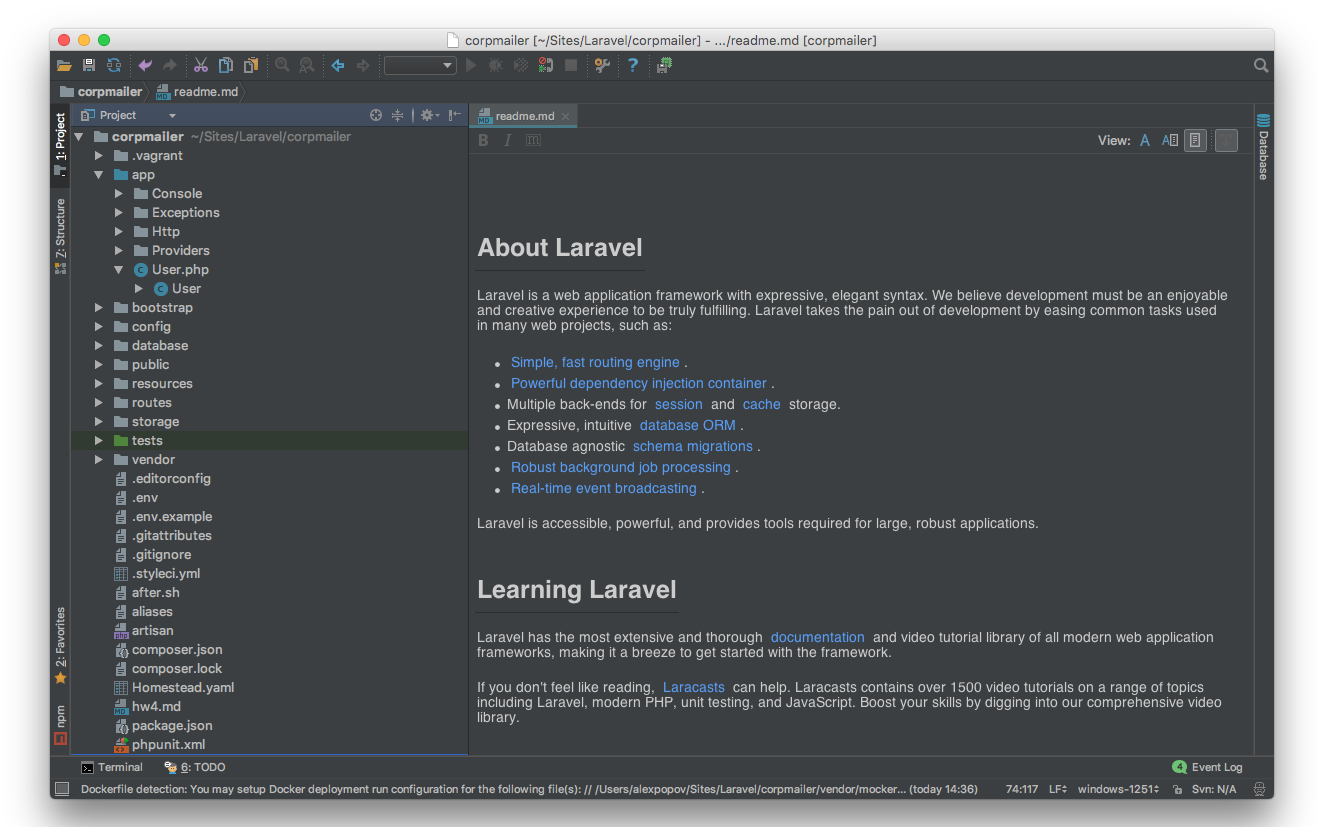 corpmailer [~/Sites/Laravel/corpmailer] - .../readme.md [corpmailer]
corpmailer readme.md
Project
readme.md
1: Project
7: Structure
2: Favorites
npm
Database
corpmailer ~/Sites/Laravel/corpmailer
.vagrant
app
Console
Exceptions
Http
Providers
User.php
User
bootstrap
config
database
public
resources
routes
storage
tests
vendor
.editorconfig
.env
.env.example
.gitattributes
.gitignore
.styleci.yml
after.sh
aliases
artisan
composer.json
composer.lock
Homestead.yaml
hw4.md
package.json
phpunit.xml
B I m
View: A
About Laravel
Laravel is a web application framework with expressive, elegant syntax. We believe development must be an enjoyable
and creative experience to be truly fulfilling. Laravel takes the pain out of development by easing common tasks used
in many web projects, such as:
• Simple, fast routing engine .
• Powerful dependency injection container .
• Multiple back-ends for session and cache storage.
• Expressive, intuitive database ORM .
• Database agnostic schema migrations .
• Robust background job processing .
• Real-time event broadcasting .
Laravel is accessible, powerful, and provides tools required for large, robust applications.
Learning Laravel
Laravel has the most extensive and thorough documentation and video tutorial library of all modern web application
frameworks, making it a breeze to get started with the framework.
If you don't feel like reading, Laracasts can help. Laracasts contains over 1500 video tutorials on a range of topics
including Laravel, modern PHP, unit testing, and JavaScript. Boost your skills by digging into our comprehensive video
library.
Terminal 6: TODO 4 Event Log
Dockerfile detection: You may setup Docker deployment run configuration for the following file(s): // /Users/alexpopov/Sites/Laravel/corpmailer/vendor/mocker... (today 14:36) 74:117 LF windows-1251 Svn: N/A